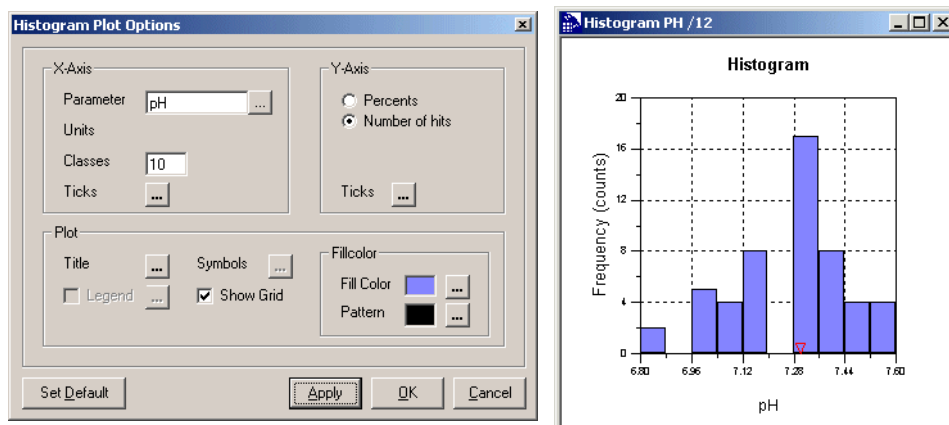 Histogram Plot Options
X-Axis
Parameter pH ...
Units
Classes 10
Ticks ...
Y-Axis
Percents
Number of hits
Ticks ...
Plot
Title ... Symbols ...
Legend ... Show Grid
Fillcolor
Fill Color ...
Pattern ...
Set Default Apply OK Cancel
Histogram PH /12
Histogram
Frequency (counts)
20
16
12
8
4
0
6.80 6.96 7.12 7.28 7.44 7.60
pH